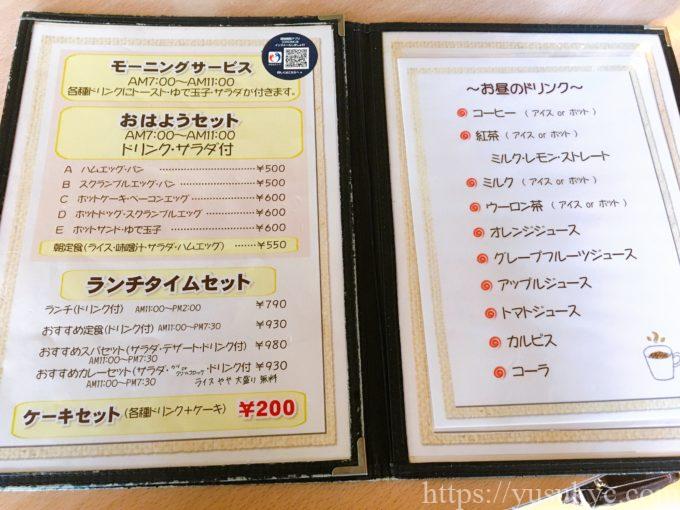 モーニングサービス
AM7:00～AM11:00
各種ドリンクにトースト・ゆで玉子・サラダが付きます。
おはようセット
AM7:00～AM11:00
ドリンク・サラダ付
A ハムエッグ・パン ¥500
B スクランブルエッグ・パン ¥500
C ホットケーキ・ベーコンエッグ ¥600
D ホットドッグ・スクランブルエッグ ¥600
E ホットサンド・ゆで玉子 ¥600
朝定食(ライス・味噌汁・サラダ・ハムエッグ) ¥550
ランチタイムセット
ランチ(ドリンク付) AM11:00～PM2:00 ¥790
おすすめ定食(ドリンク付) AM11:00～PM7:30 ¥930
おすすめスパセット(サラダ・デザート・ドリンク付) ¥980
AM11:00～PM7:30
おすすめカレーセット(サラダ・カツ or クリームコロッケ・ドリンク付 ¥930
AM11:00～PM7:30 ライス やや 大盛り 無料
ケーキセット(各種ドリンク+ケーキ) ¥200
～お昼のドリンク～
コーヒー (アイス or ホット)
紅茶 (アイス or ホット)
ミルク・レモン・ストレート
ミルク (アイス or ホット)
ウーロン茶 (アイス or ホット)
オレンジジュース
グレープフルーツジュース
アップルジュース
トマトジュース
カルピス
コーラ